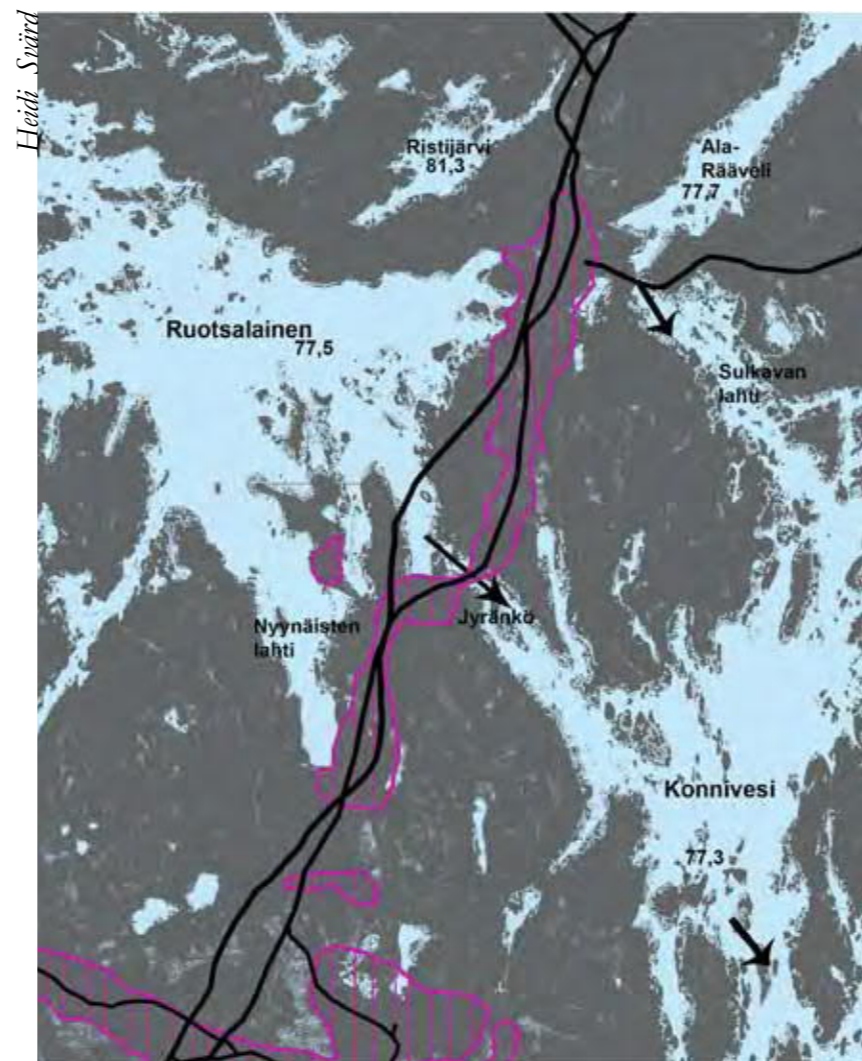 Heidi Svärd
Ristijärvi
81,3
Ala-
Rääveli
77,7
Ruotsalainen
77,5
Sulkavan
lahti
Nyynäisten
lahti
Jyränkö
Konnivesi
77,3